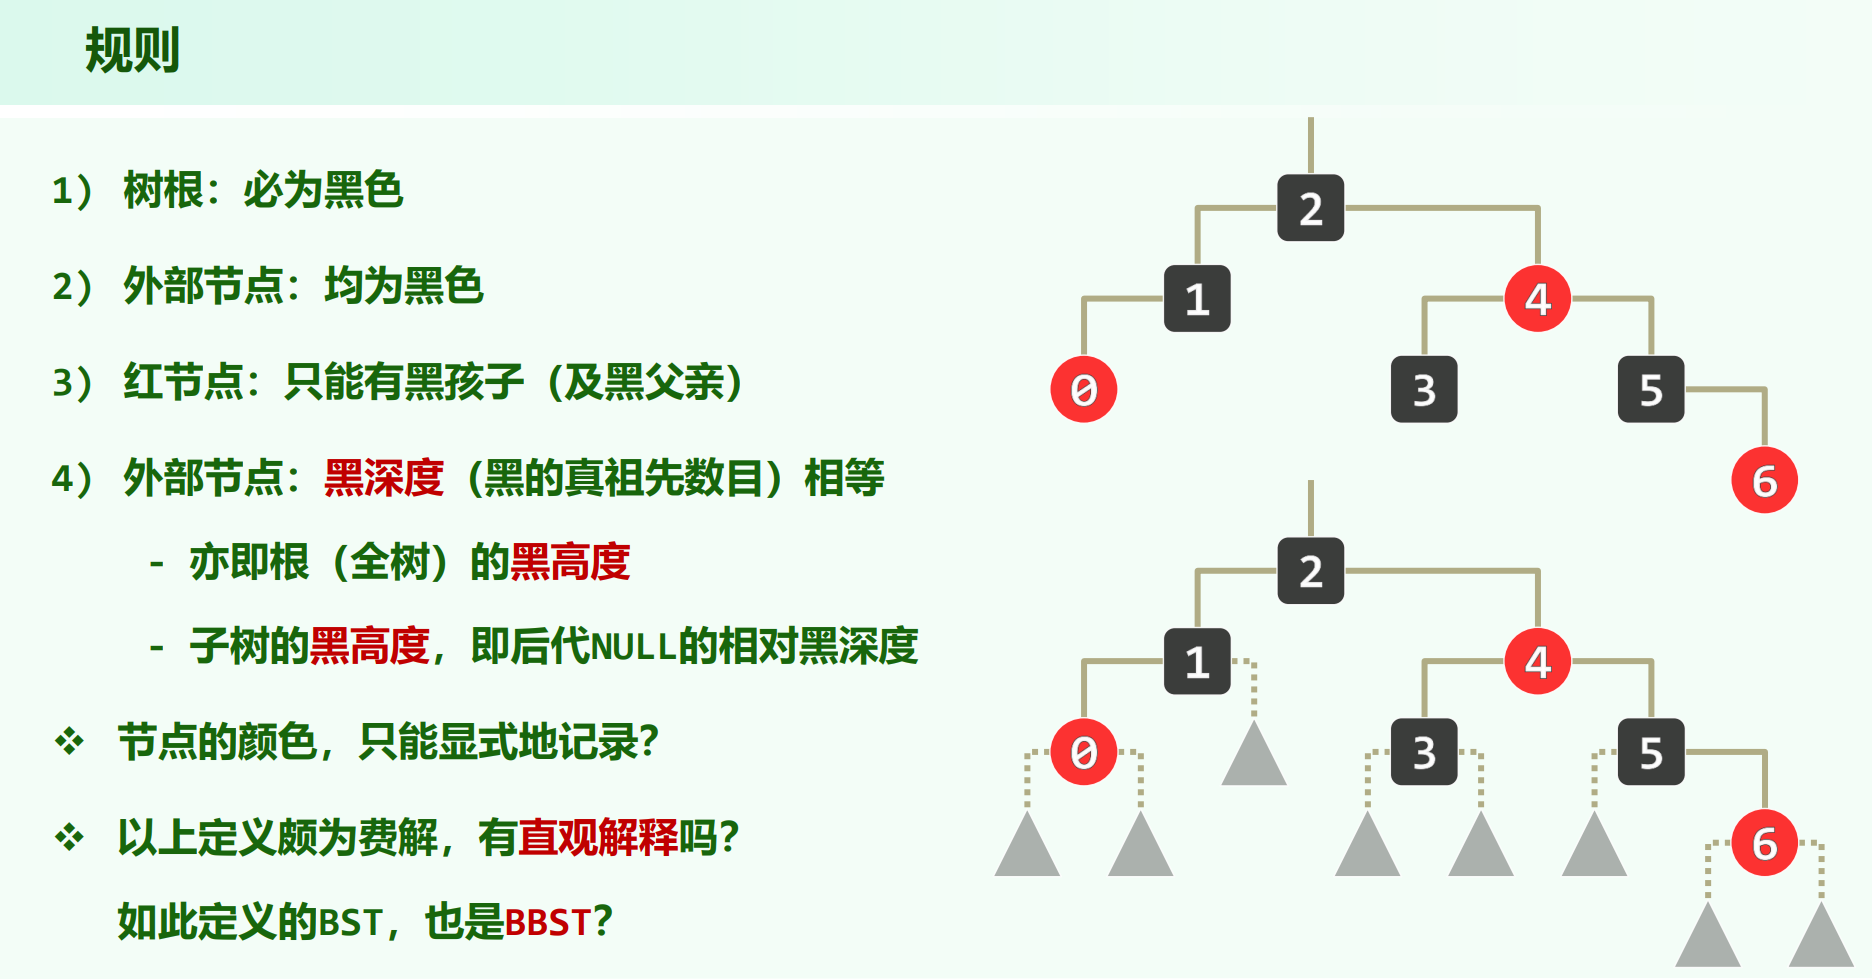 规则
1) 树根：必为黑色
2) 外部节点：均为黑色
3) 红节点：只能有黑孩子（及黑父亲）
4) 外部节点：黑深度（黑的真祖先数目）相等
- 亦即根（全树）的黑高度
- 子树的黑高度，即后代NULL的相对黑深度
❖ 节点的颜色，只能显式地记录？
❖ 以上定义颇为费解，有直观解释吗？
如此定义的BST，也是BBST？
2
1
4
0
3
5
6
2
1
4
0
3
5
6